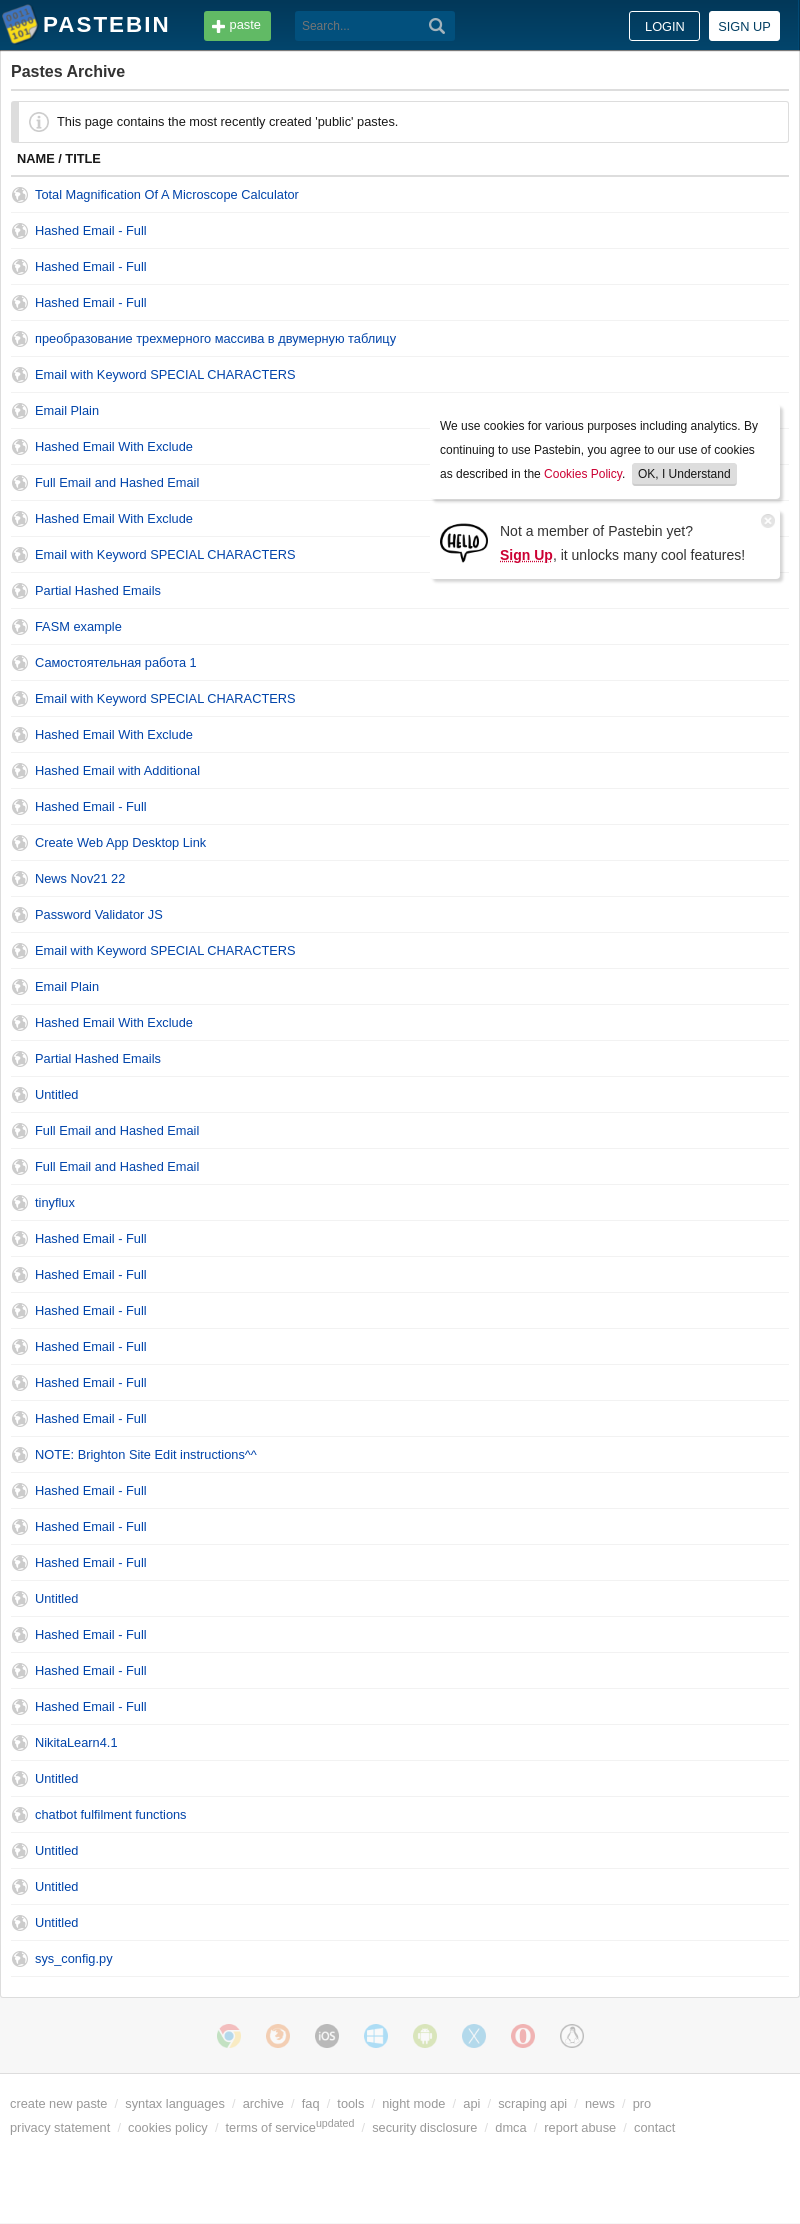 PASTEBIN
paste
Search...
LOGIN
SIGN UP
Pastes Archive
This page contains the most recently created 'public' pastes.
NAME / TITLE
Total Magnification Of A Microscope Calculator
Hashed Email - Full
Hashed Email - Full
Hashed Email - Full
преобразование трехмерного массива в двумерную таблицу
Email with Keyword SPECIAL CHARACTERS
Email Plain
Hashed Email With Exclude
Full Email and Hashed Email
Hashed Email With Exclude
Email with Keyword SPECIAL CHARACTERS
Partial Hashed Emails
FASM example
Самостоятельная работа 1
Email with Keyword SPECIAL CHARACTERS
Hashed Email With Exclude
Hashed Email with Additional
Hashed Email - Full
Create Web App Desktop Link
News Nov21 22
Password Validator JS
Email with Keyword SPECIAL CHARACTERS
Email Plain
Hashed Email With Exclude
Partial Hashed Emails
Untitled
Full Email and Hashed Email
Full Email and Hashed Email
tinyflux
Hashed Email - Full
Hashed Email - Full
Hashed Email - Full
Hashed Email - Full
Hashed Email - Full
Hashed Email - Full
NOTE: Brighton Site Edit instructions^^
Hashed Email - Full
Hashed Email - Full
Hashed Email - Full
Untitled
Hashed Email - Full
Hashed Email - Full
Hashed Email - Full
NikitaLearn4.1
Untitled
chatbot fulfilment functions
Untitled
Untitled
Untitled
sys_config.py
We use cookies for various purposes including analytics. By
continuing to use Pastebin, you agree to our use of cookies
as described in the Cookies Policy. OK, I Understand
HELLO
Not a member of Pastebin yet?
Sign Up, it unlocks many cool features!
iOS
create new paste / syntax languages / archive / faq / tools / night mode / api / scraping api / news / pro
privacy statement / cookies policy / terms of service updated / security disclosure / dmca / report abuse / contact